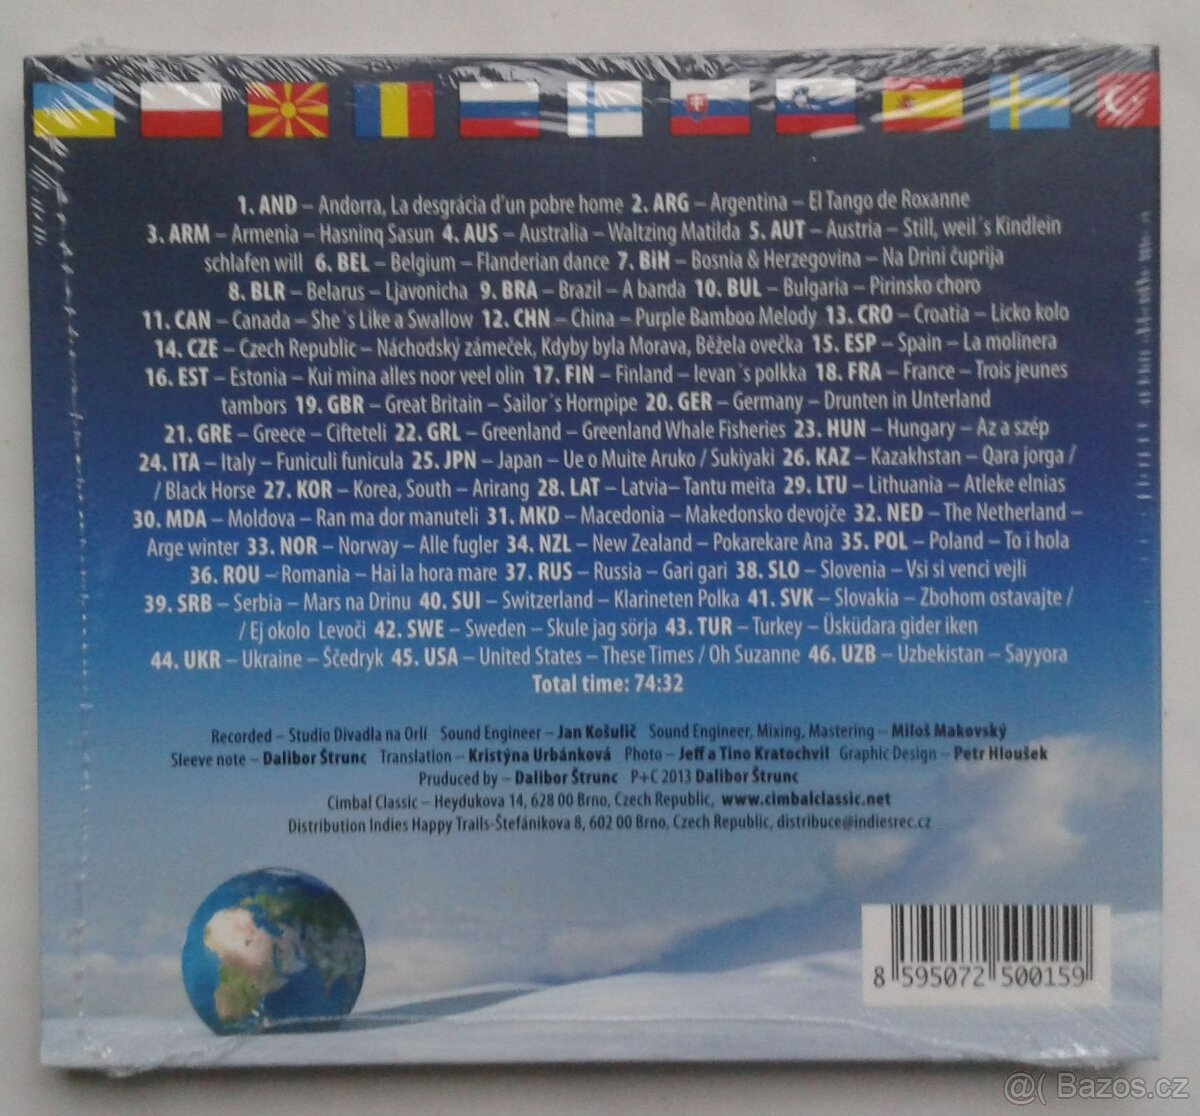 1. AND – Andorra, La desgrácia d'un pobre home 2. ARG – Argentina – El Tango de Roxanne
3. ARM – Armenia – Hasninq Sasun 4. AUS – Australia – Waltzing Matilda 5. AUT – Austria – Still, weil´s Kindlein
schlafen will 6. BEL – Belgium – Flanderian dance 7. BiH – Bosnia & Herzegovina – Na Drini čuprija
8. BLR – Belarus – Ljavonicha 9. BRA – Brazil – A banda 10. BUL – Bulgaria – Pirinsko choro
11. CAN – Canada – She´s Like a Swallow 12. CHN – China – Purple Bamboo Melody 13. CRO – Croatia – Licko kolo
14. CZE – Czech Republic – Náchodský zámeček, Kdyby byla Morava, Běžela ovečka 15. ESP – Spain – La molinera
16. EST – Estonia – Kui mina alles noor veel olin 17. FIN – Finland – Ievan´s polkka 18. FRA – France – Trois jeunes
tambors 19. GBR – Great Britain – Sailor´s Hornpipe 20. GER – Germany – Drunten in Unterland
21. GRE – Greece – Cifteteli 22. GRL – Greenland – Greenland Whale Fisheries 23. HUN – Hungary – Az a szép
24. ITA – Italy – Funiculi funicula 25. JPN – Japan – Ue o Muite Aruko / Sukiyaki 26. KAZ – Kazakhstan – Qara jorga /
/ Black Horse 27. KOR – Korea, South – Arirang 28. LAT – Latvia– Tantu meita 29. LTU – Lithuania – Atleke elnias
30. MDA – Moldova – Ran ma dor manuteli 31. MKD – Macedonia – Makedonsko devojče 32. NED – The Netherland –
Arge winter 33. NOR – Norway – Alle fugler 34. NZL – New Zealand – Pokarekare Ana 35. POL – Poland – To i hola
36. ROU – Romania – Hai la hora mare 37. RUS – Russia – Gari gari 38. SLO – Slovenia – Vsi si venci vejli
39. SRB – Serbia – Mars na Drinu 40. SUI – Switzerland – Klarineten Polka 41. SVK – Slovakia – Zbohom ostavajte /
/ Ej okolo Levoči 42. SWE – Sweden – Skule jag sörja 43. TUR – Turkey – Üsküdara gider iken
44. UKR – Ukraine – Ščedryk 45. USA – United States – These Times / Oh Suzanne 46. UZB – Uzbekistan – Sayyora
Total time: 74:32
Recorded – Studio Divadla na Orlí Sound Engineer – Jan Košulič Sound Engineer, Mixing, Mastering – Miloš Makovský
Sleeve note – Dalibor Štrunc Translation – Kristýna Urbánková Photo – Jeff a Tino Kratochvil Graphic Design – Petr Hloušek
Pruduced by – Dalibor Štrunc P+C 2013 Dalibor Štrunc
Cimbal Classic – Heydukova 14, 628 00 Brno, Czech Republic, www.cimbalclassic.net
Distribution Indies Happy Trails-Štefánikova 8, 602 00 Brno, Czech Republic, distribuce@indiesrec.cz
8 595072 500159
@( Bazos.cz